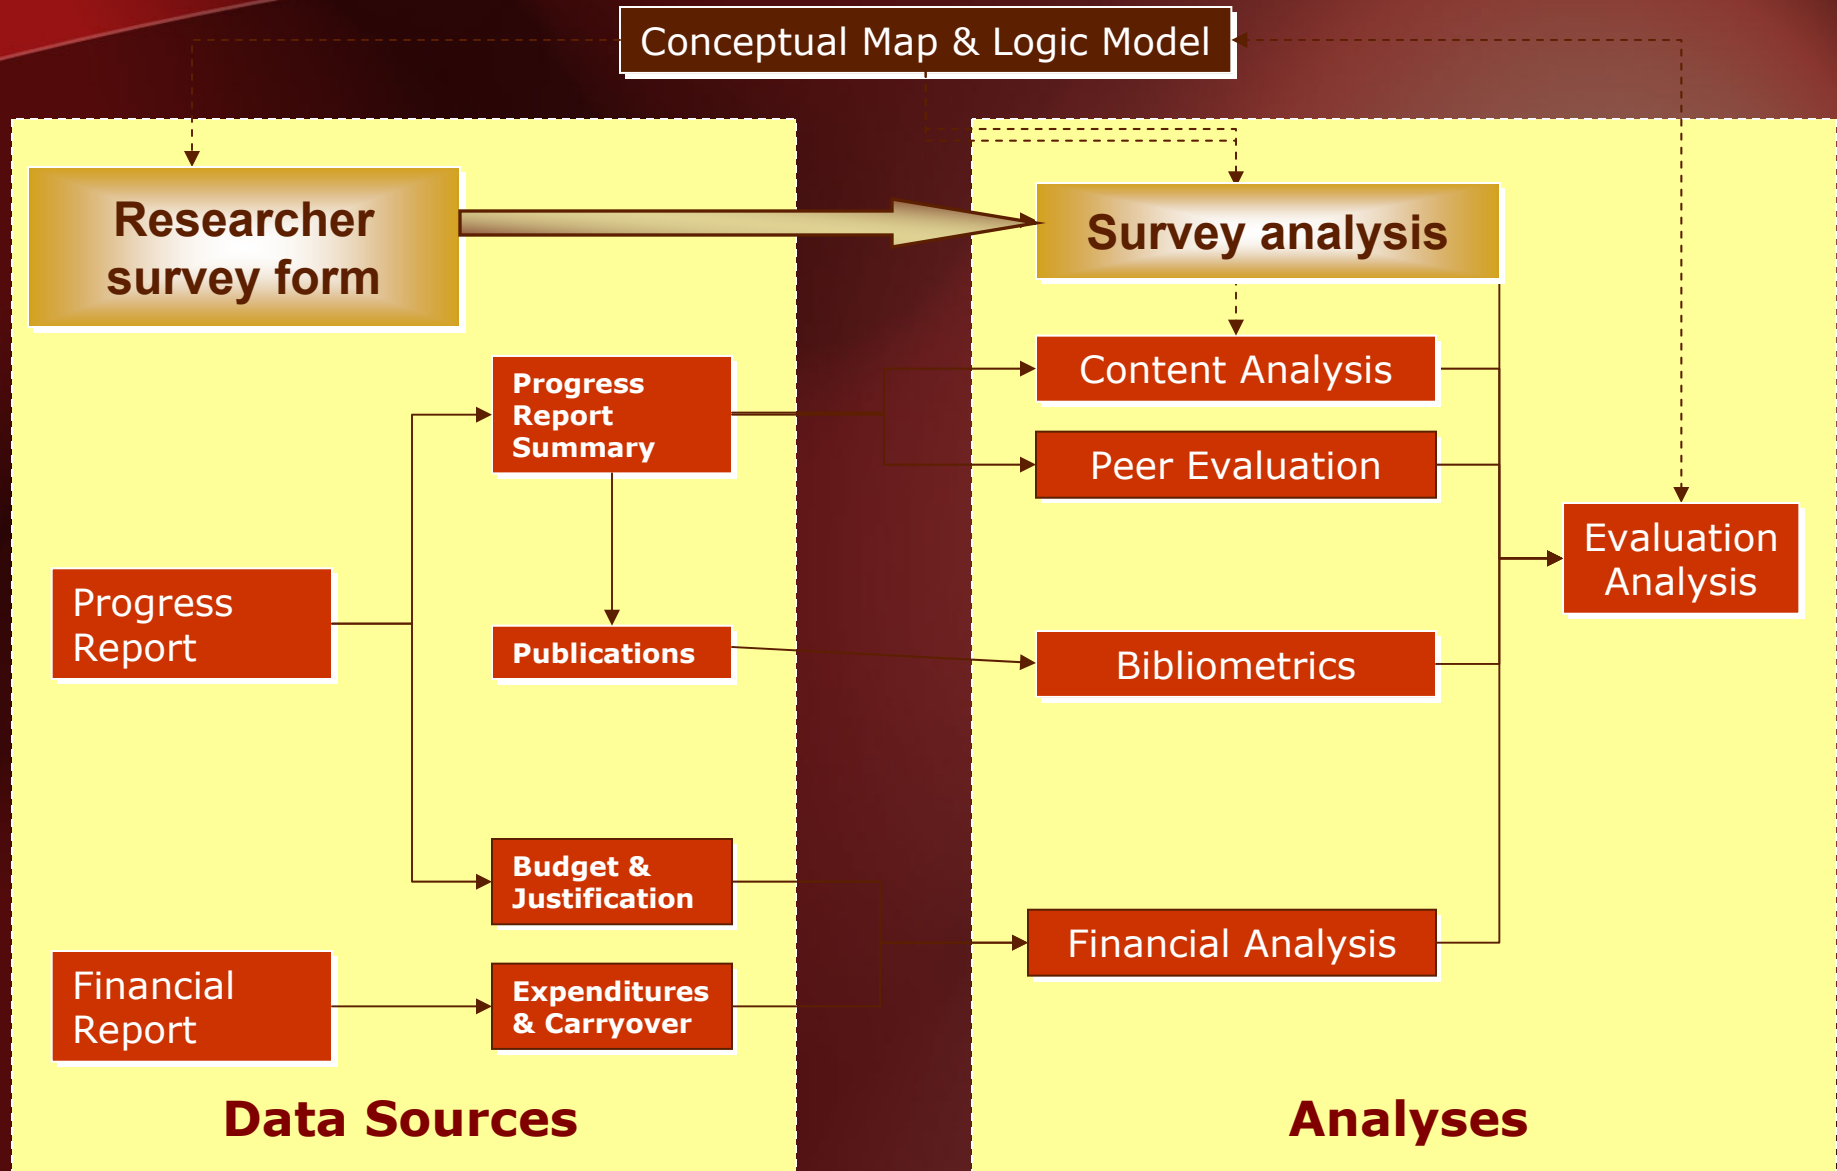 Conceptual Map & Logic Model
Researcher
survey form
Progress
Report
Summary
Progress
Report
Publications
Budget &
Justification
Financial
Report
Expenditures
& Carryover
Data Sources
Survey analysis
Content Analysis
Peer Evaluation
Evaluation
Analysis
Bibliometrics
Financial Analysis
Analyses